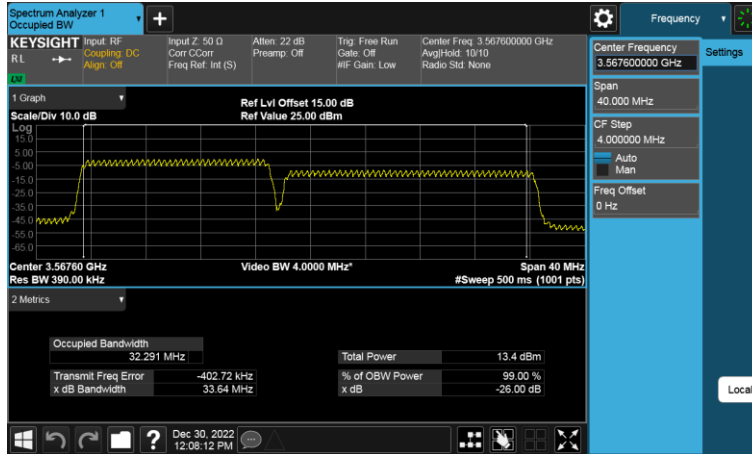 Spectrum Analyzer 1
Occupied BW
Frequency
KEYSIGHT
RL
LXI
Input: RF
Coupling: DC
Align: Off
Input Z: 50 Ω
Corr CCorr
Freq Ref: Int (S)
Atten: 22 dB
Preamp: Off
Trig: Free Run
Gate: Off
#IF Gain: Low
Center Freq: 3.567600000 GHz
Avg|Hold: 10/10
Radio Std: None
Center Frequency
3.567600000 GHz
Settings
Span
40.000 MHz
CF Step
4.000000 MHz
Auto
Man
Freq Offset
0 Hz
1 Graph
Scale/Div 10.0 dB
Ref Lvl Offset 15.00 dB
Ref Value 25.00 dBm
Log
15.0
5.00
-5.00
-15.0
-25.0
-35.0
-45.0
-55.0
-65.0
Center 3.56760 GHz
Video BW 4.0000 MHz*
Span 40 MHz
Res BW 390.00 kHz
#Sweep 500 ms (1001 pts)
2 Metrics
Occupied Bandwidth
32.291 MHz
Total Power 13.4 dBm
Transmit Freq Error -402.72 kHz
% of OBW Power 99.00 %
x dB Bandwidth 33.64 MHz
x dB -26.00 dB
Local
Dec 30, 2022
12:08:12 PM